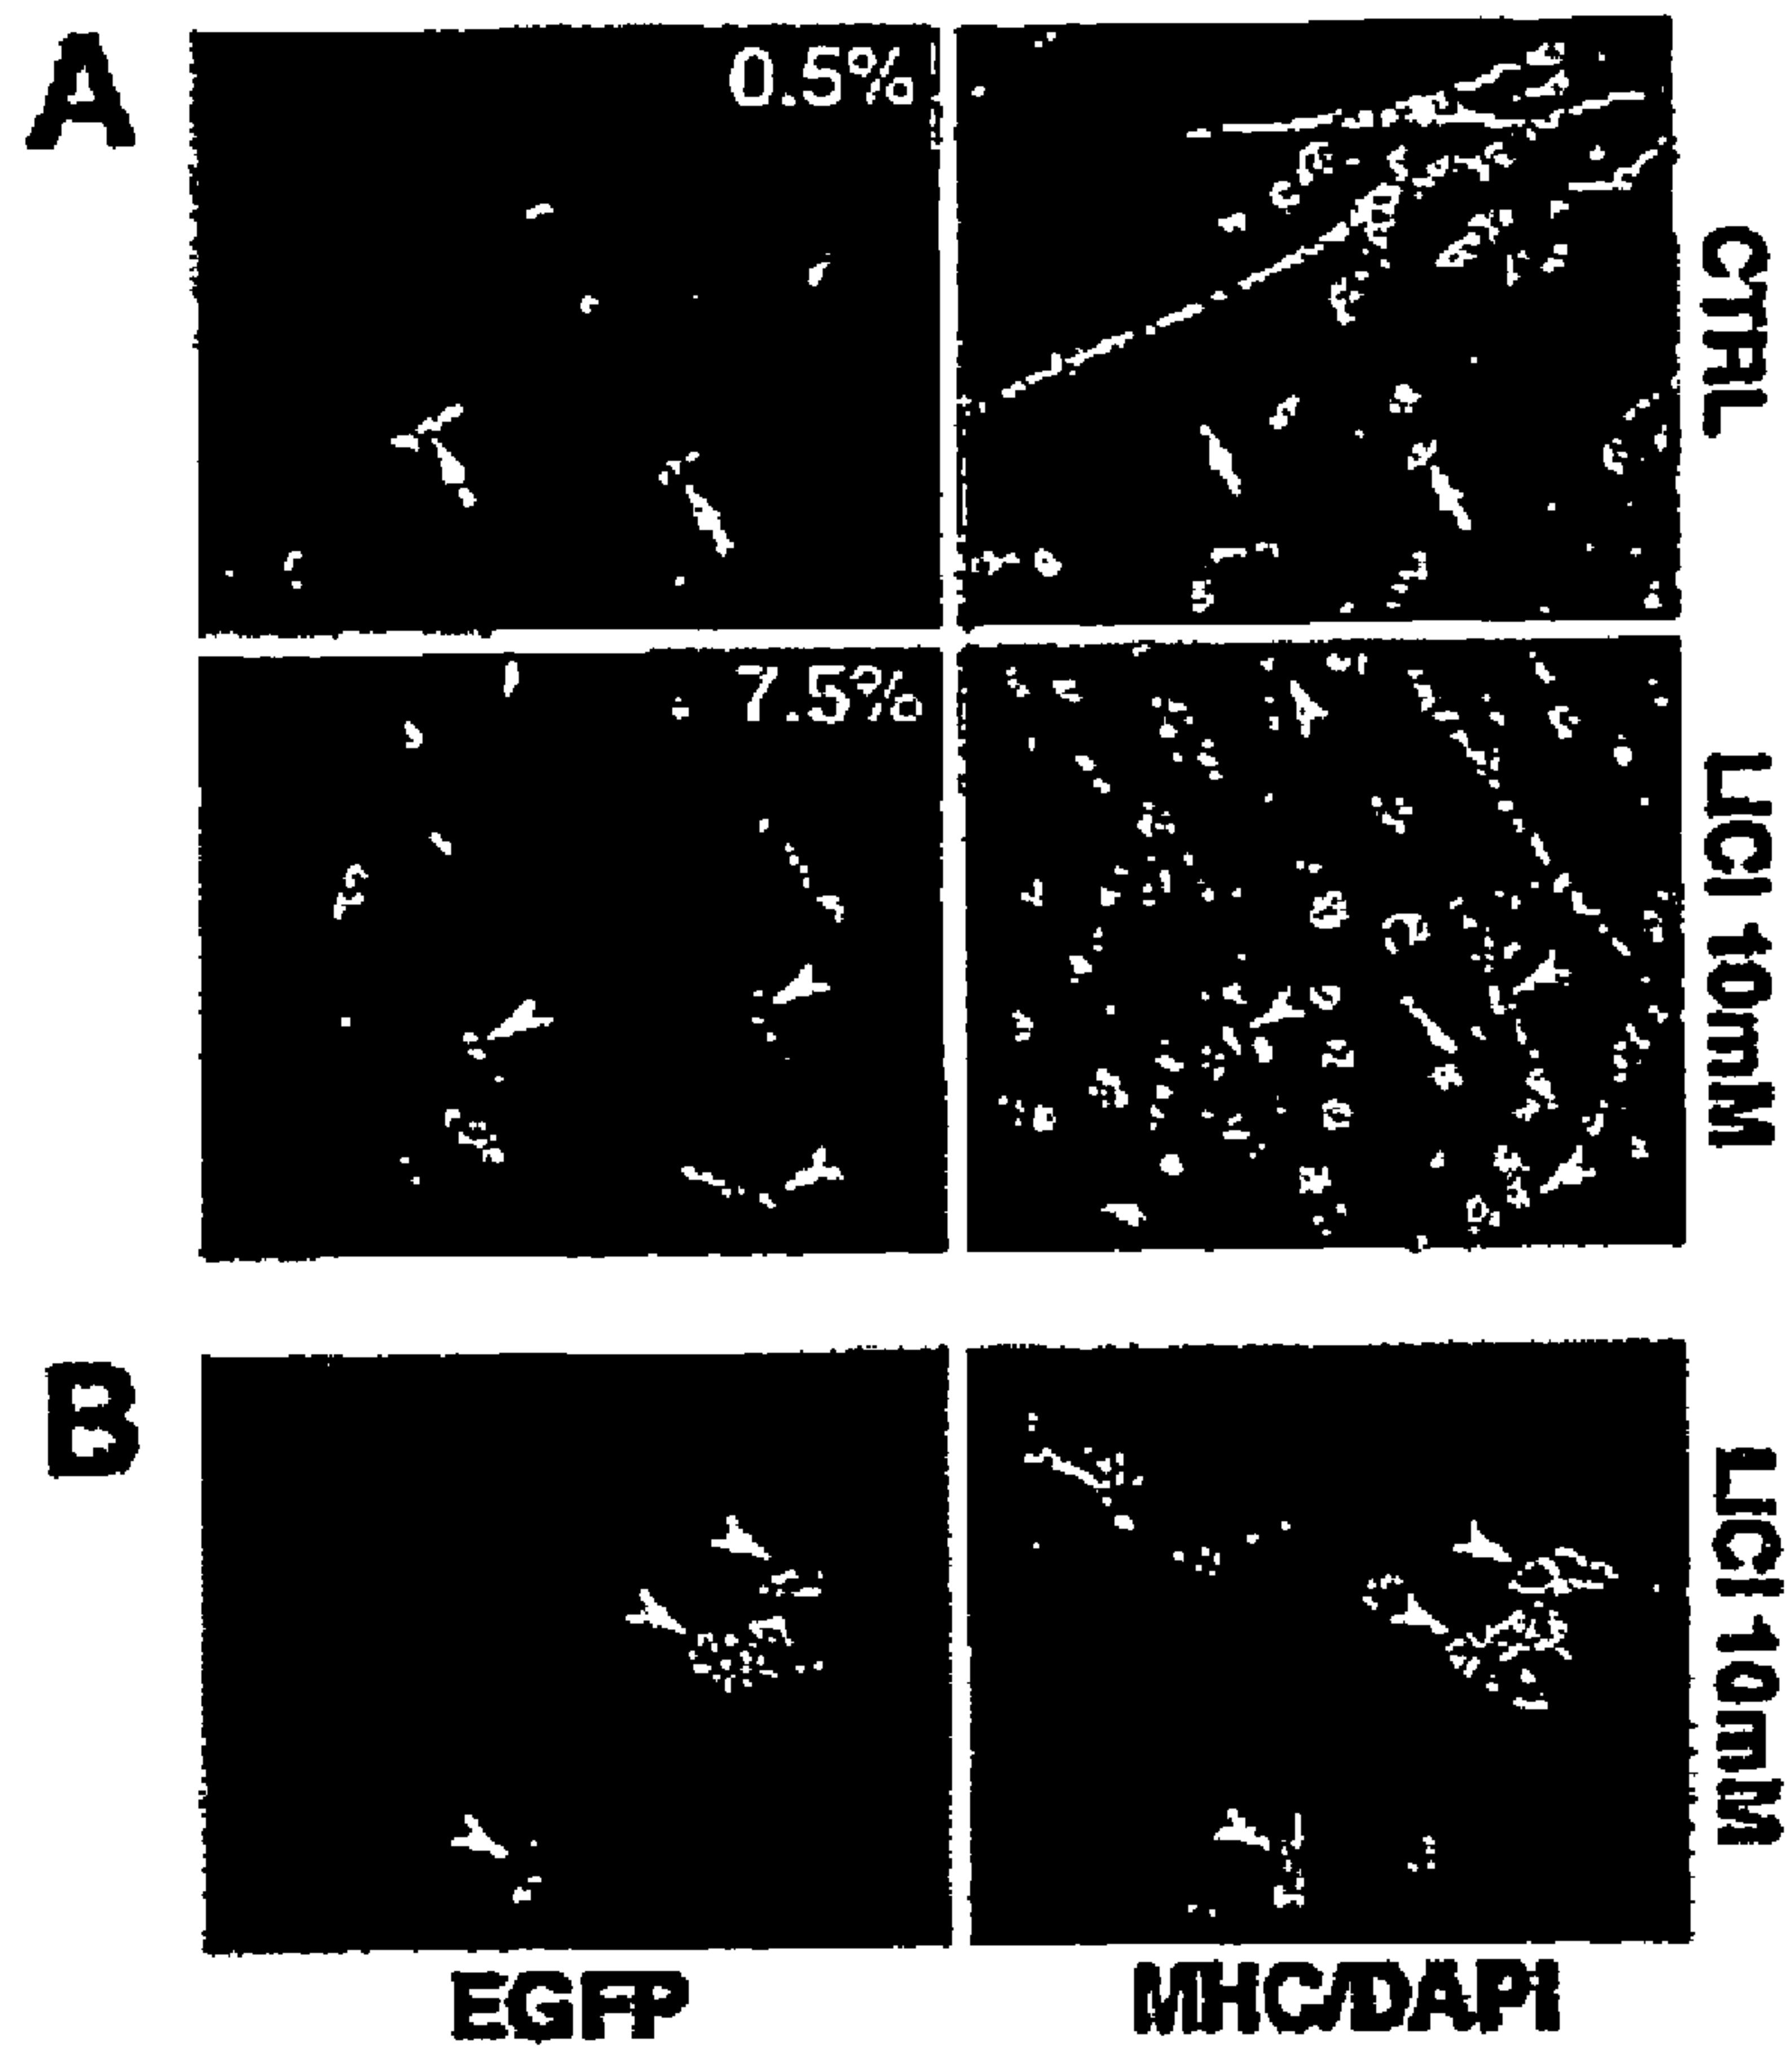 A
0.5%
CTRL
7.5%
LiCl 10mM
B
LiCl 10mM
EGFP
MHC/DAPI